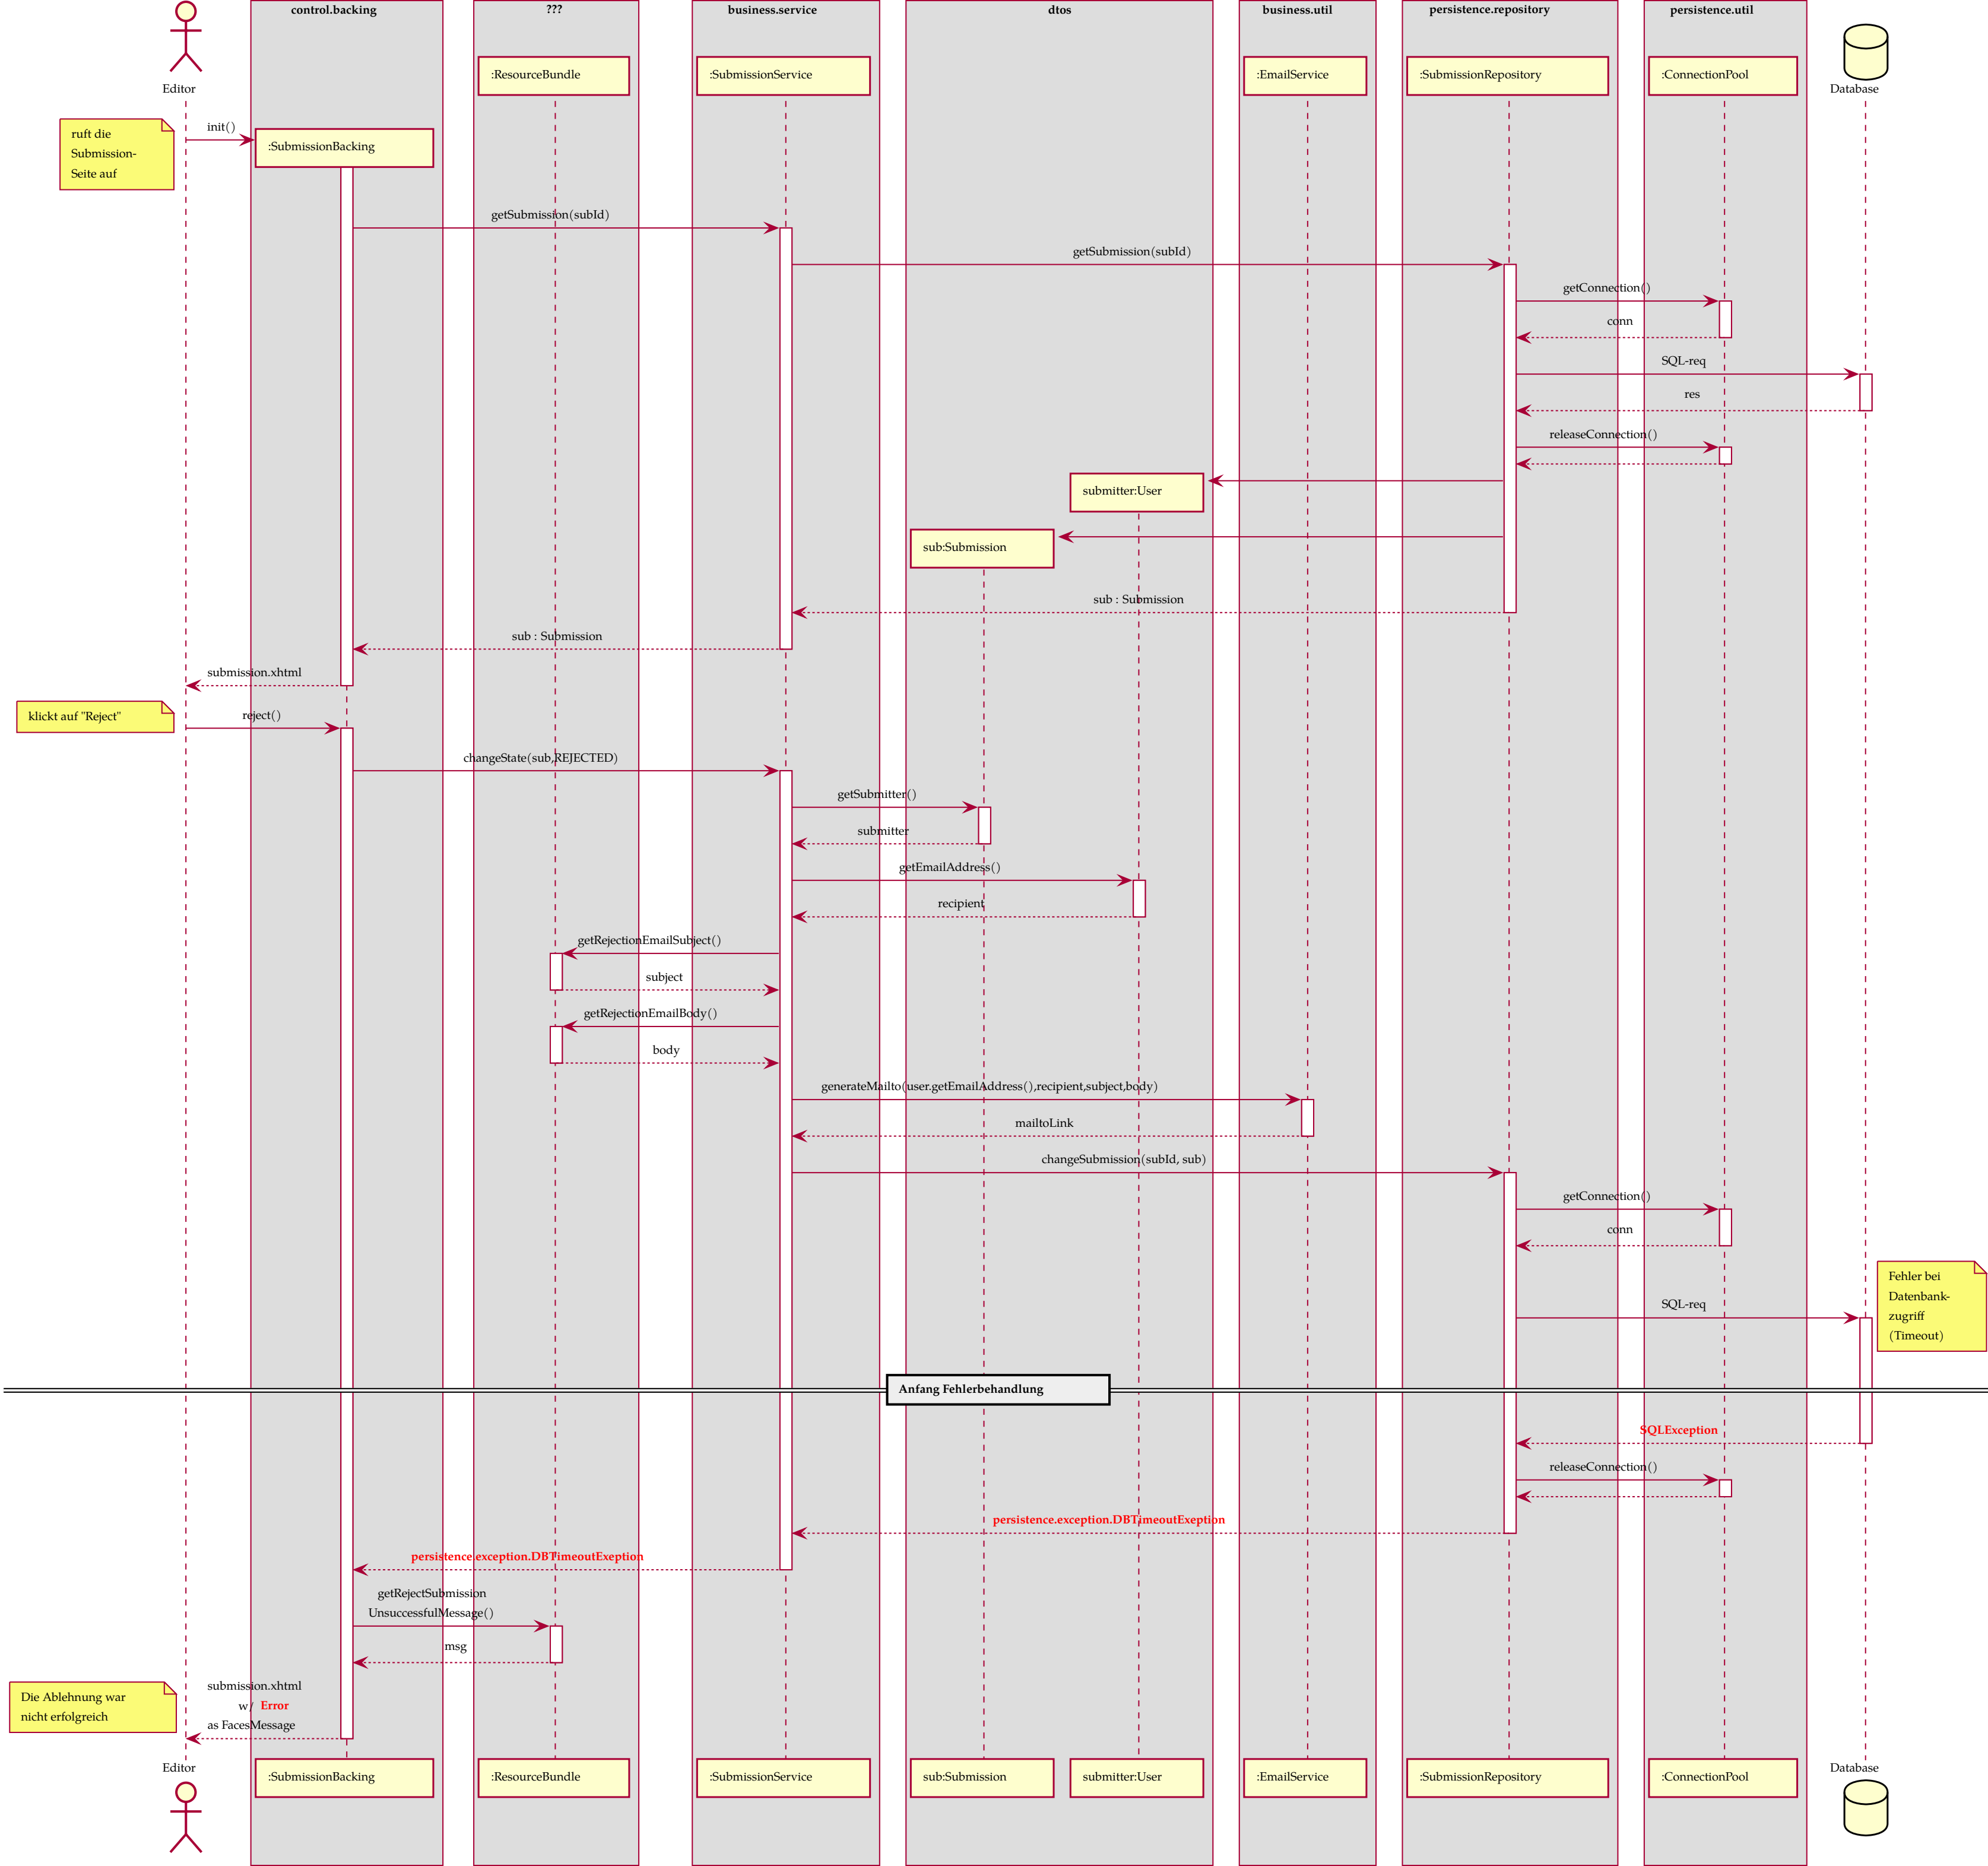 control.backing
???
business.service
dtos
business.util
persistence.repository
persistence.util
:ResourceBundle
:SubmissionService
:EmailService
:SubmissionRepository
:ConnectionPool
Editor
Database
ruft die
Submission-
Seite auf
init()
:SubmissionBacking
getSubmission(subId)
getSubmission(subId)
getConnection()
conn
SQL-req
res
releaseConnection()
submitter:User
sub:Submission
sub : Submission
sub : Submission
submission.xhtml
klickt auf "Reject"
reject()
changeState(sub,REJECTED)
getSubmitter()
submitter
getEmailAddress()
recipient
getRejectionEmailSubject()
subject
getRejectionEmailBody()
body
generateMailto(user.getEmailAddress(),recipient,subject,body)
mailtoLink
changeSubmission(subId, sub)
getConnection()
conn
Fehler bei
Datenbank-
zugriff
(Timeout)
SQL-req
Anfang Fehlerbehandlung
SQLException
releaseConnection()
persistence.exception.DBTimeoutExeption
persistence.exception.DBTimeoutExeption
getRejectSubmission
UnsuccessfulMessage()
msg
Die Ablehnung war
nicht erfolgreich
submission.xhtml
w/ Error
as FacesMessage
Editor
:SubmissionBacking
:ResourceBundle
:SubmissionService
sub:Submission
submitter:User
:EmailService
:SubmissionRepository
:ConnectionPool
Database